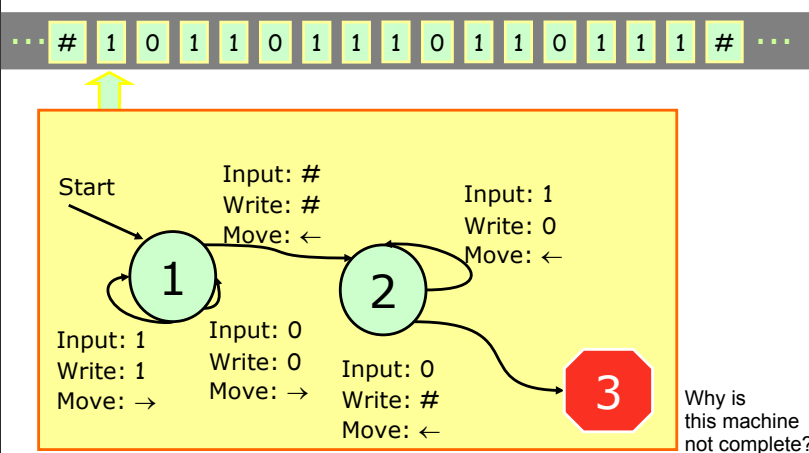 ··· # 1 0 1 1 0 1 1 1 0 1 1 0 1 1 1 # ···
Start
Input: #
Write: #
Move: ←
Input: 1
Write: 0
Move: ←
1
2
Input: 1
Write: 1
Move: →
Input: 0
Write: 0
Move: →
Input: 0
Write: #
Move: ←
3
Why is
this machine
not complete?